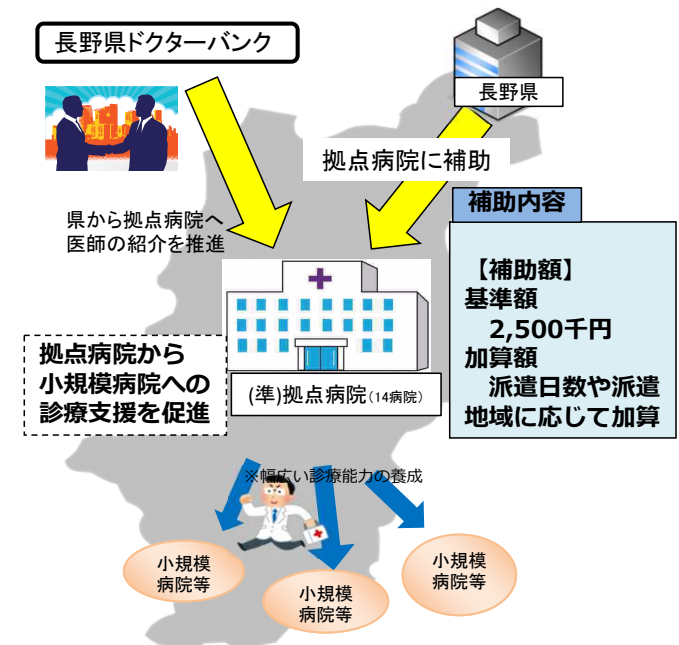 長野県ドクターバンク
長野県
拠点病院に補助
県から拠点病院へ
医師の紹介を推進
補助内容
【補助額】
基準額
2,500千円
加算額
派遣日数や派遣
地域に応じて加算
拠点病院から
小規模病院への
診療支援を促進
(準)拠点病院(14病院)
※幅広い診療能力の養成
小規模
病院等
小規模
病院等
小規模
病院等